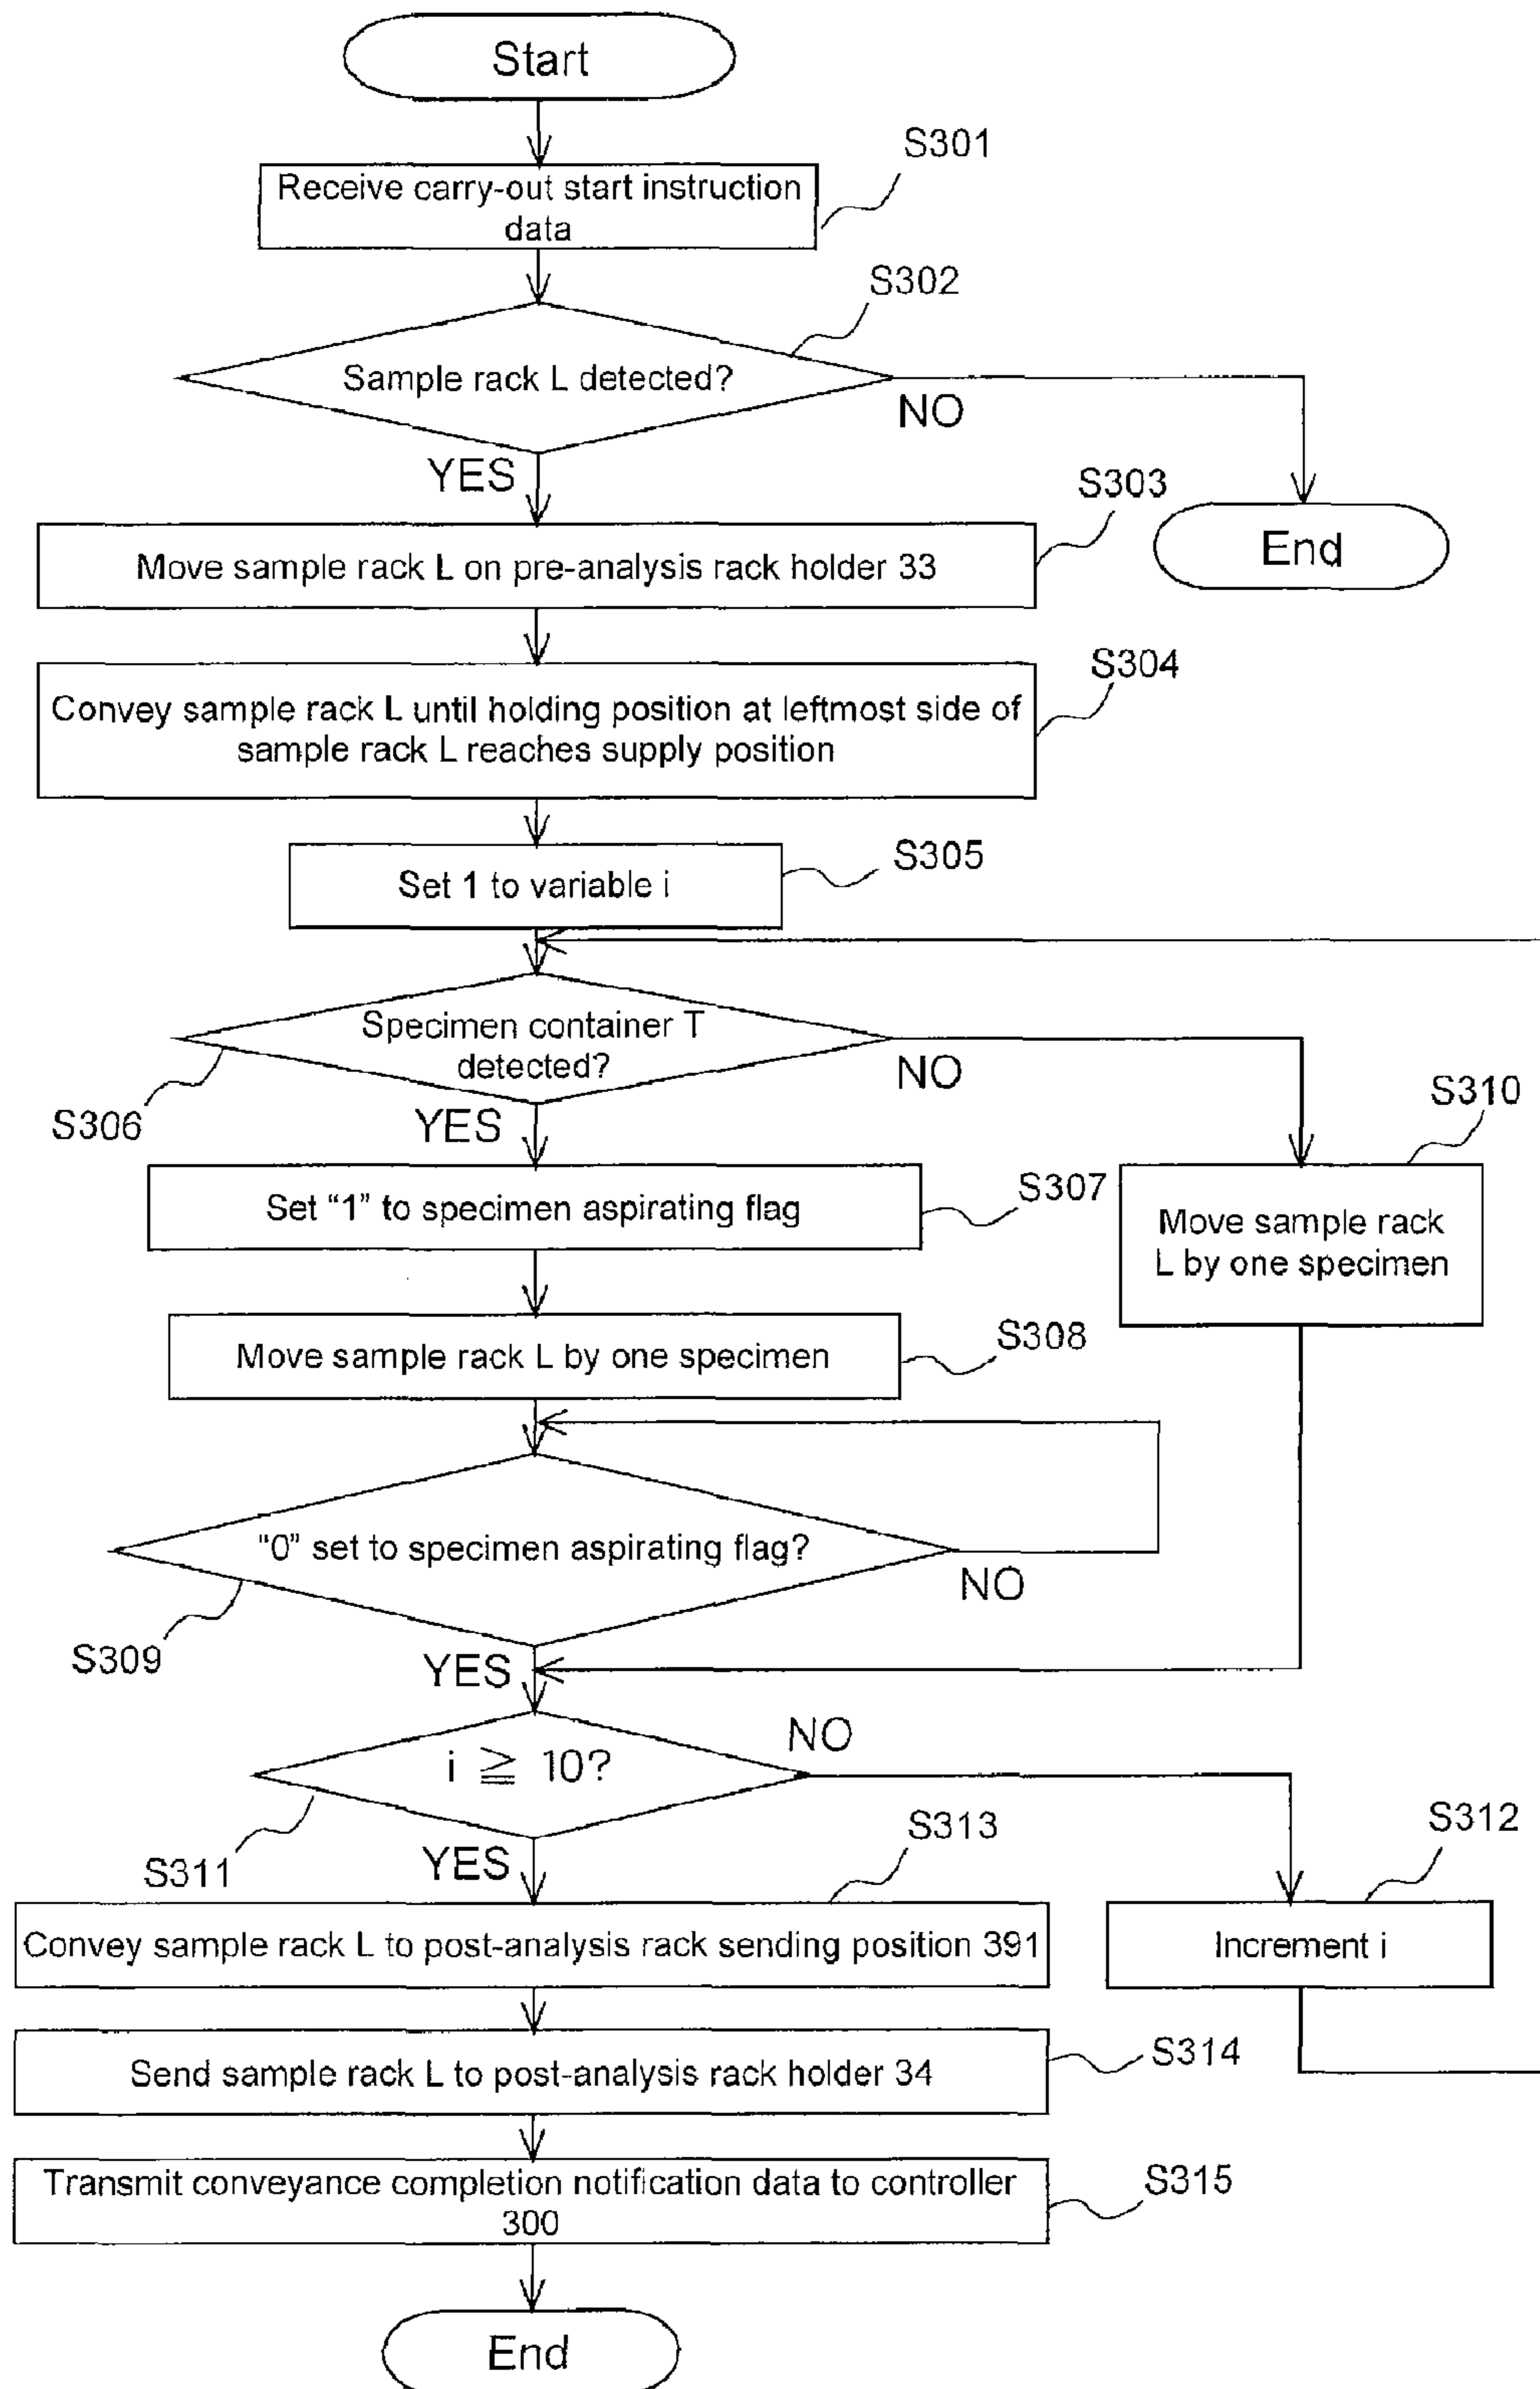 Start
S301
Receive carry-out start instruction
data
S302
Sample rack L detected?
NO
YES
S303
End
Move sample rack L on pre-analysis rack holder 33
S304
Convey sample rack L until holding position at leftmost side of
sample rack L reaches supply position
S305
Set 1 to variable i
Specimen container T
detected?
NO
S306
YES
S310
S307
Set “1” to specimen aspirating flag
Move sample rack
L by one specimen
S308
Move sample rack L by one specimen
"0" set to specimen aspirating flag?
NO
S309
YES
NO
i ≧ 10?
S312
S313
S311
YES
Convey sample rack L to post-analysis rack sending position 391
Increment i
S314
Send sample rack L to post-analysis rack holder 34
S315
Transmit conveyance completion notification data to controller
300
End